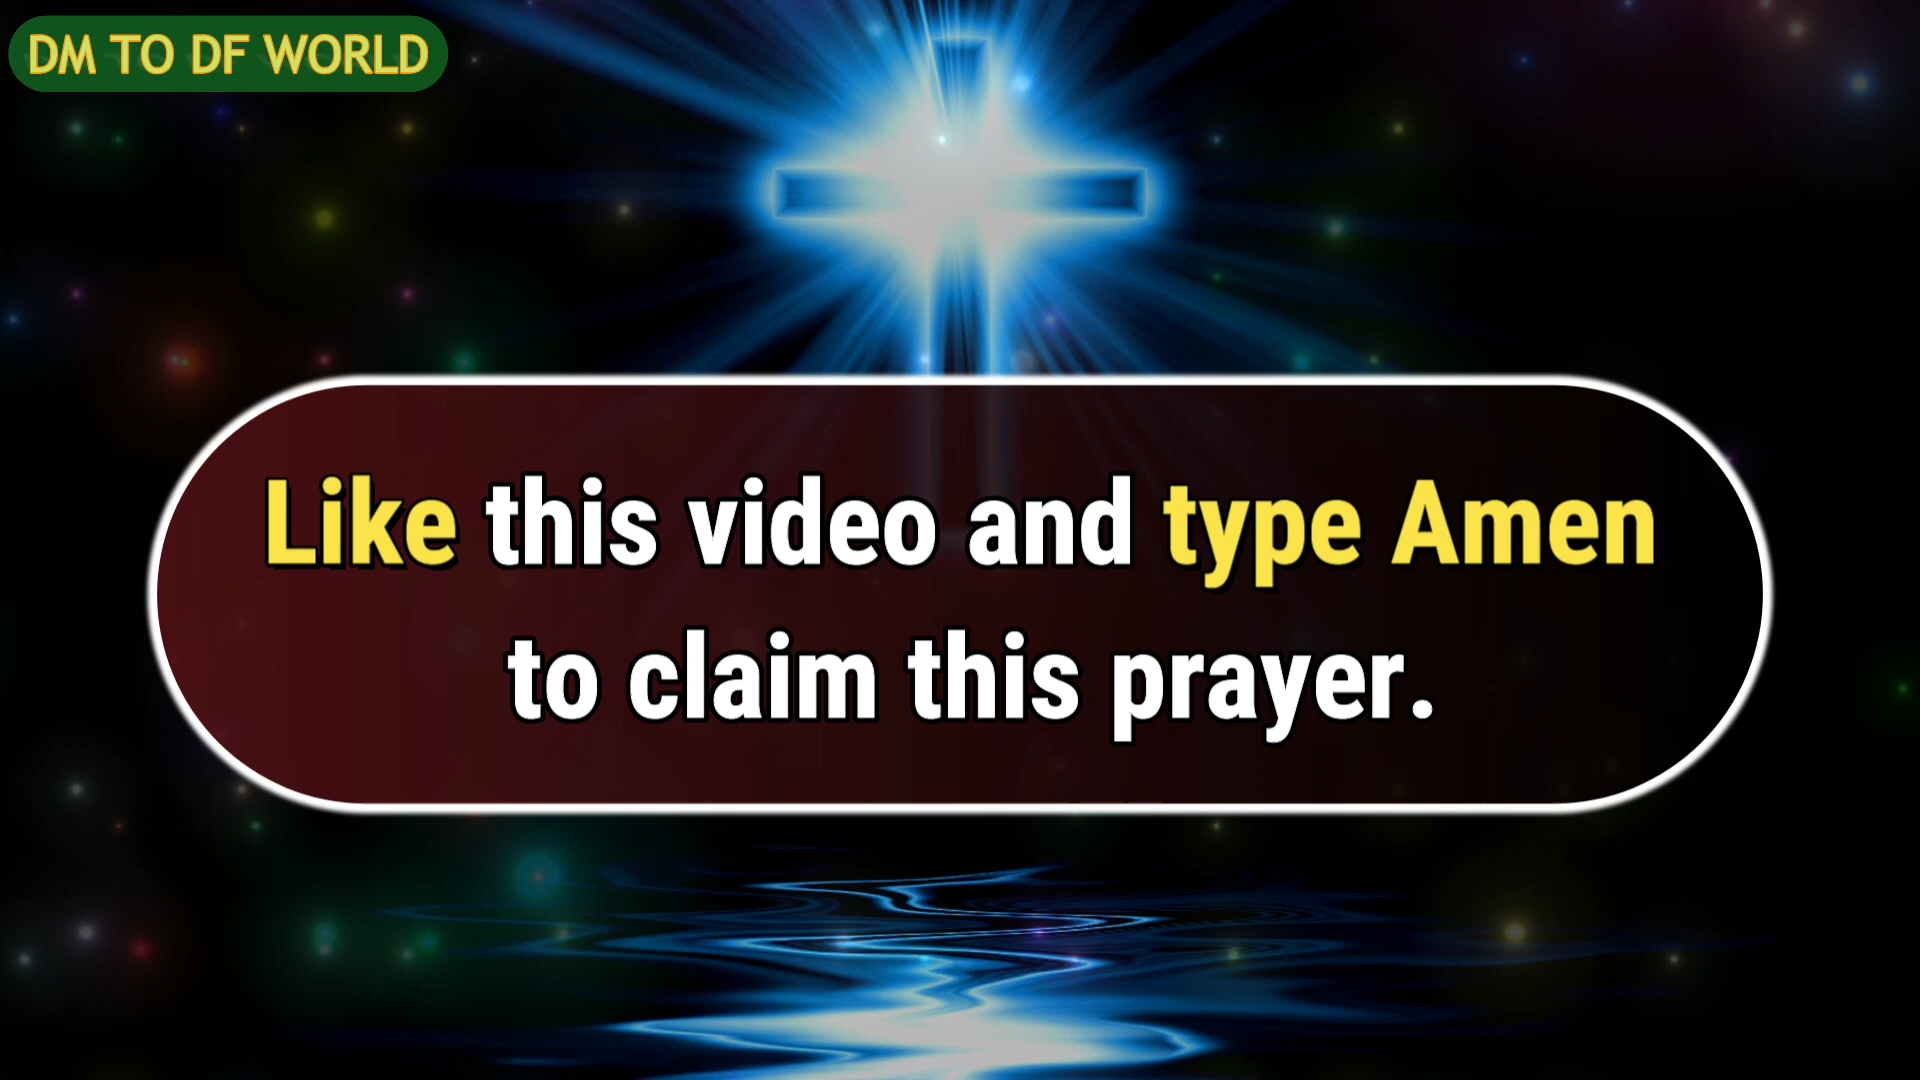 DM TO DF WORLD
Like this video and type Amen
to claim this prayer.